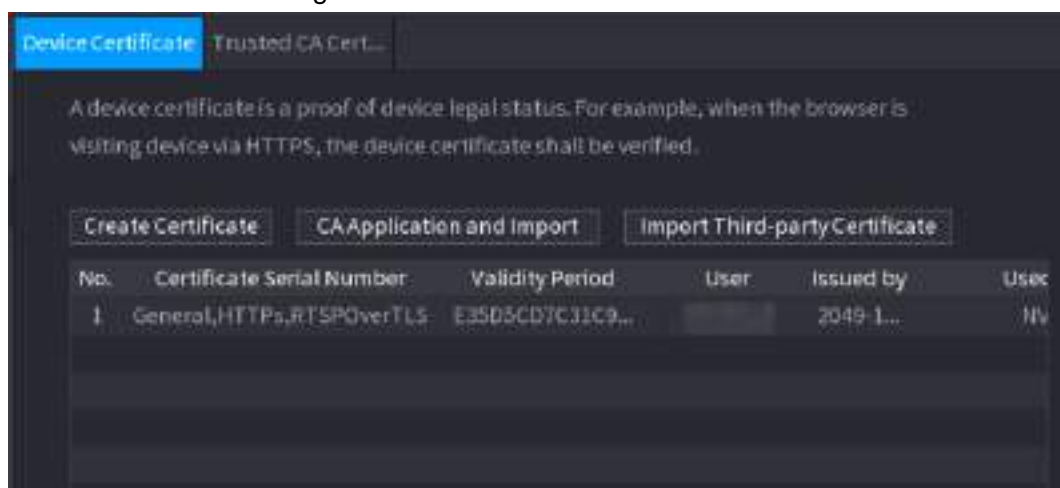 Device Certificate Trusted CA Cert...
A device certificate is a proof of device legal status. For example, when the browser is
visiting device via HTTPS, the device certificate shall be verified.
Create Certificate CA Application and Import Import Third-party Certificate
No. Certificate Serial Number Validity Period User Issued by Used
1 General,HTTPs,RTSPOverTLS E35D5CD7C31C9... 2049-1... NV